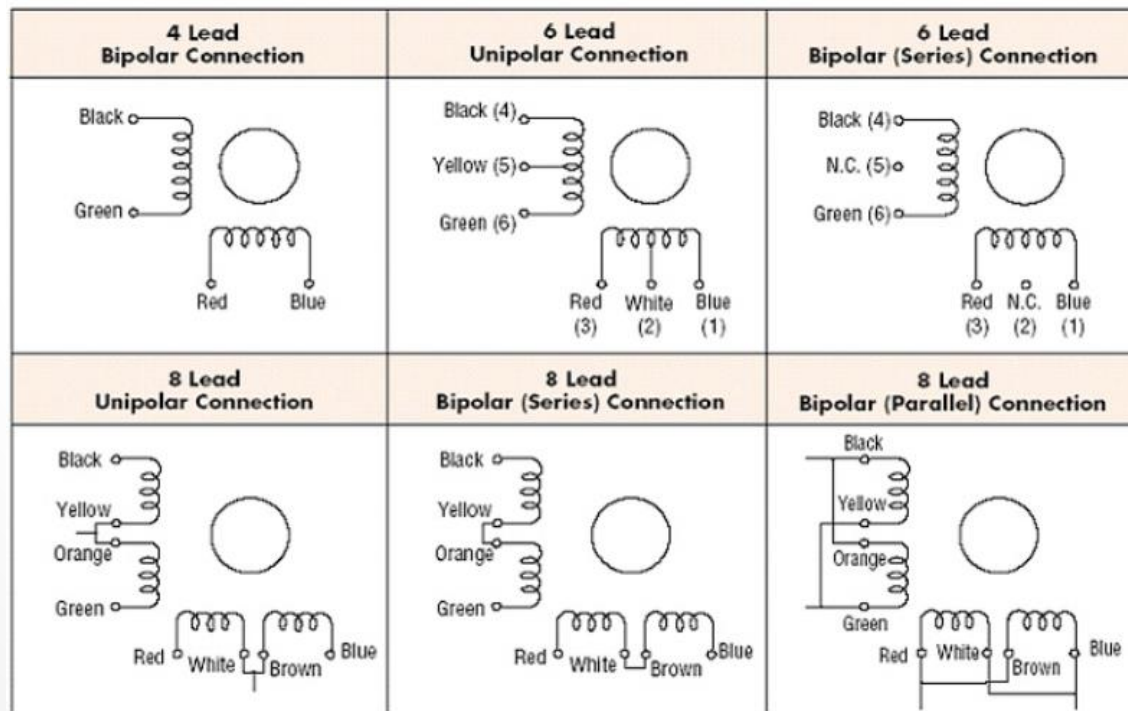 4 Lead
Bipolar Connection
6 Lead
Unipolar Connection
6 Lead
Bipolar (Series) Connection
Black
Green
Red Blue
Black (4)
Yellow (5)
Green (6)
Red White Blue
(3) (2) (1)
Black (4)
N.C. (5)
Green (6)
Red N.C. Blue
(3) (2) (1)
8 Lead
Unipolar Connection
8 Lead
Bipolar (Series) Connection
8 Lead
Bipolar (Parallel) Connection
Black
Yellow
Orange
Green
Red White Brown Blue
Black
Yellow
Orange
Green
Red White Brown Blue
Black
Yellow
Orange
Green
Red White Brown Blue